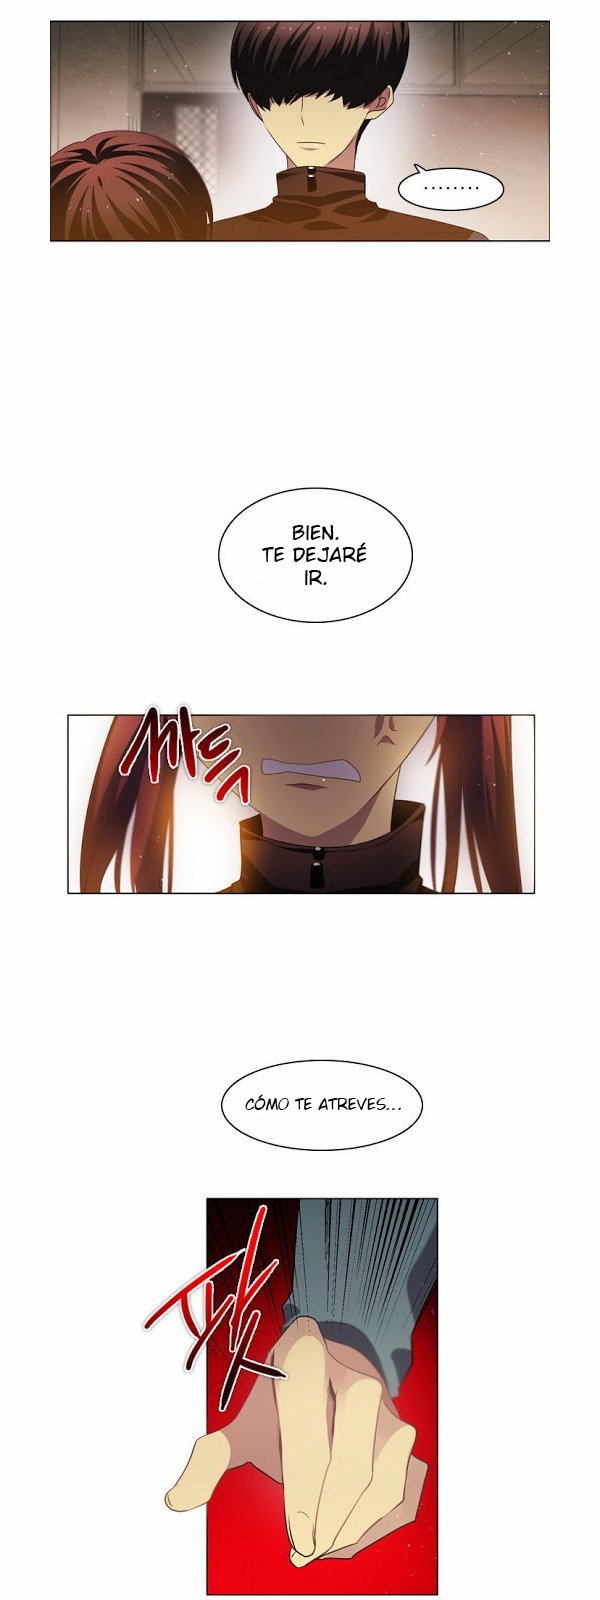 ........
BIEN.
TE DEJARÉ
IR.
CÓMO TE ATREVES...